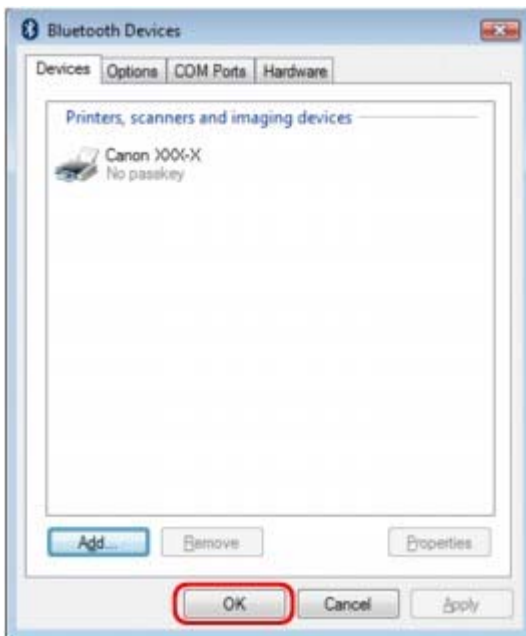 Bluetooth Devices
Devices Options COM Ports Hardware
Printers, scanners and imaging devices
Canon XXX-X
No passkey
Add... Remove Properties
OK Cancel Apply